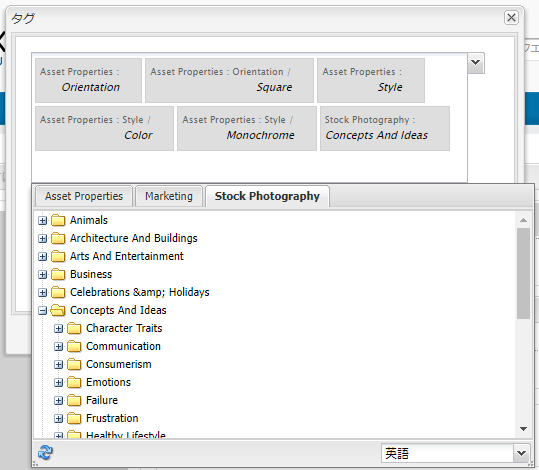 タグ
Asset Properties :
Orientation
Asset Properties : Orientation /
Square
Asset Properties :
Style
Asset Properties : Style /
Color
Asset Properties : Style /
Monochrome
Stock Photography :
Concepts And Ideas
Asset Properties
Marketing
Stock Photography
Animals
Architecture And Buildings
Arts And Entertainment
Business
Celebrations &amp; Holidays
Concepts And Ideas
Character Traits
Communication
Consumerism
Emotions
Failure
Frustration
Healthy Lifestyle
英語